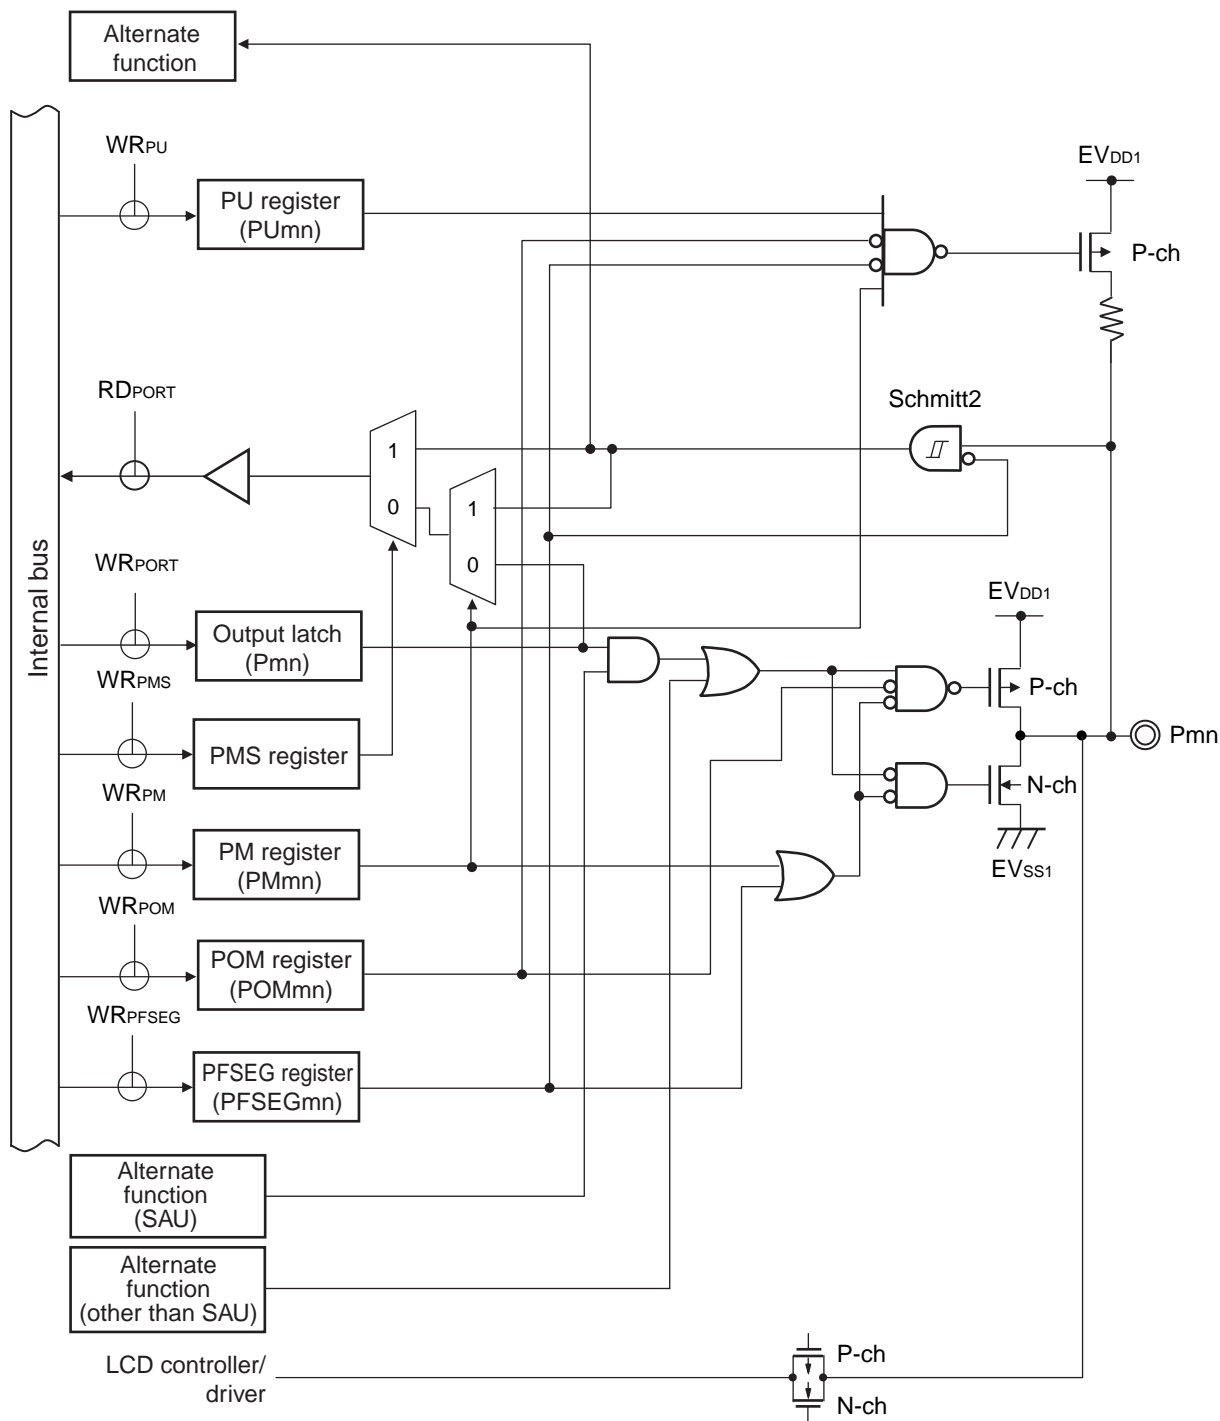 Alternate
function
WRPU
PU register
(PUmn)
EVDD1
P-ch
RDPORT
Schmitt2
1
0
1
0
Internal bus
WRPORT
Output latch
(Pmn)
EVDD1
P-ch
WRPMS
PMS register
Pmn
N-ch
EVSS1
WRPM
PM register
(PMmn)
WRPOM
POM register
(POMmn)
WRPFSEG
PFSEG register
(PFSEGmn)
Alternate
function
(SAU)
Alternate
function
(other than SAU)
LCD controller/
driver
P-ch
N-ch